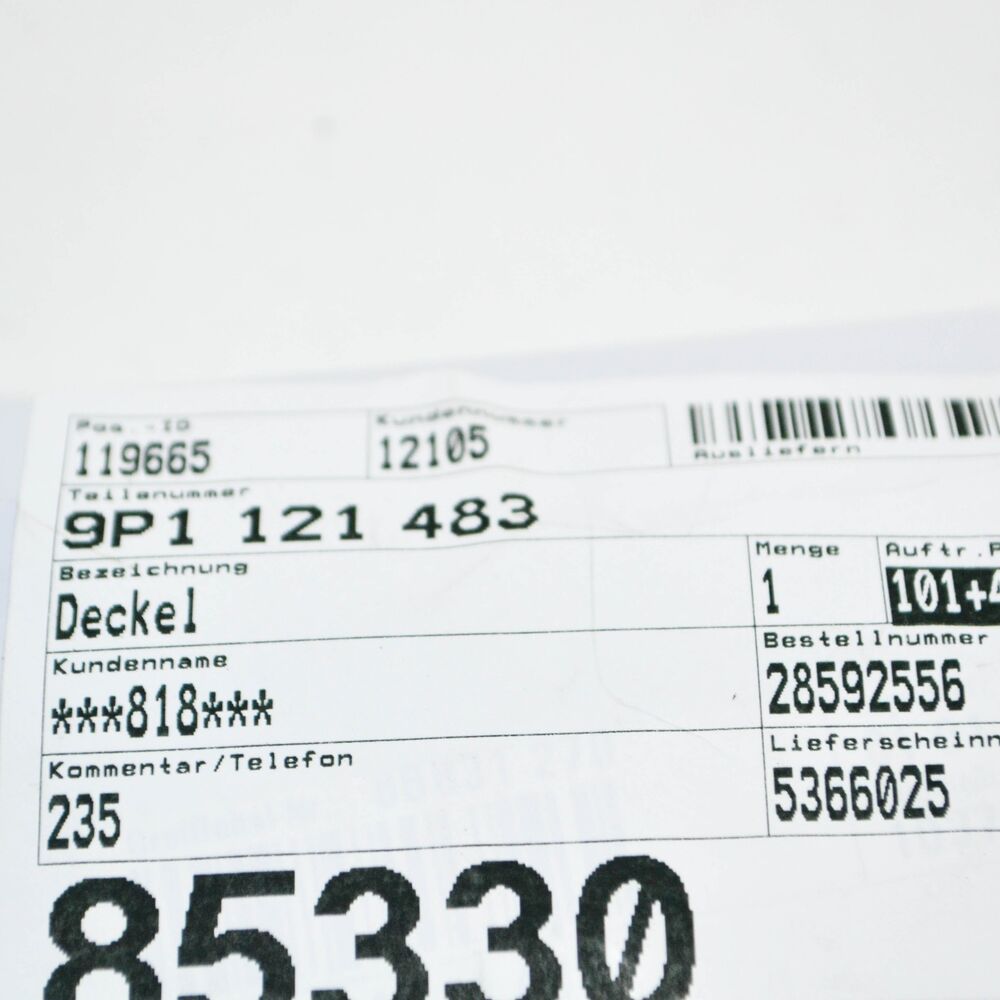 Paa.-ID Kundennummer
119665 12105
Ausliefern
Teilenummer
9P1 121 483
Bezeichnung Menge Auftr.P
Deckel 1 101+4
Kundenname Bestellnummer
***818*** 28592556
Kommentar/Telefon Lieferscheinn
235 5366025
85330